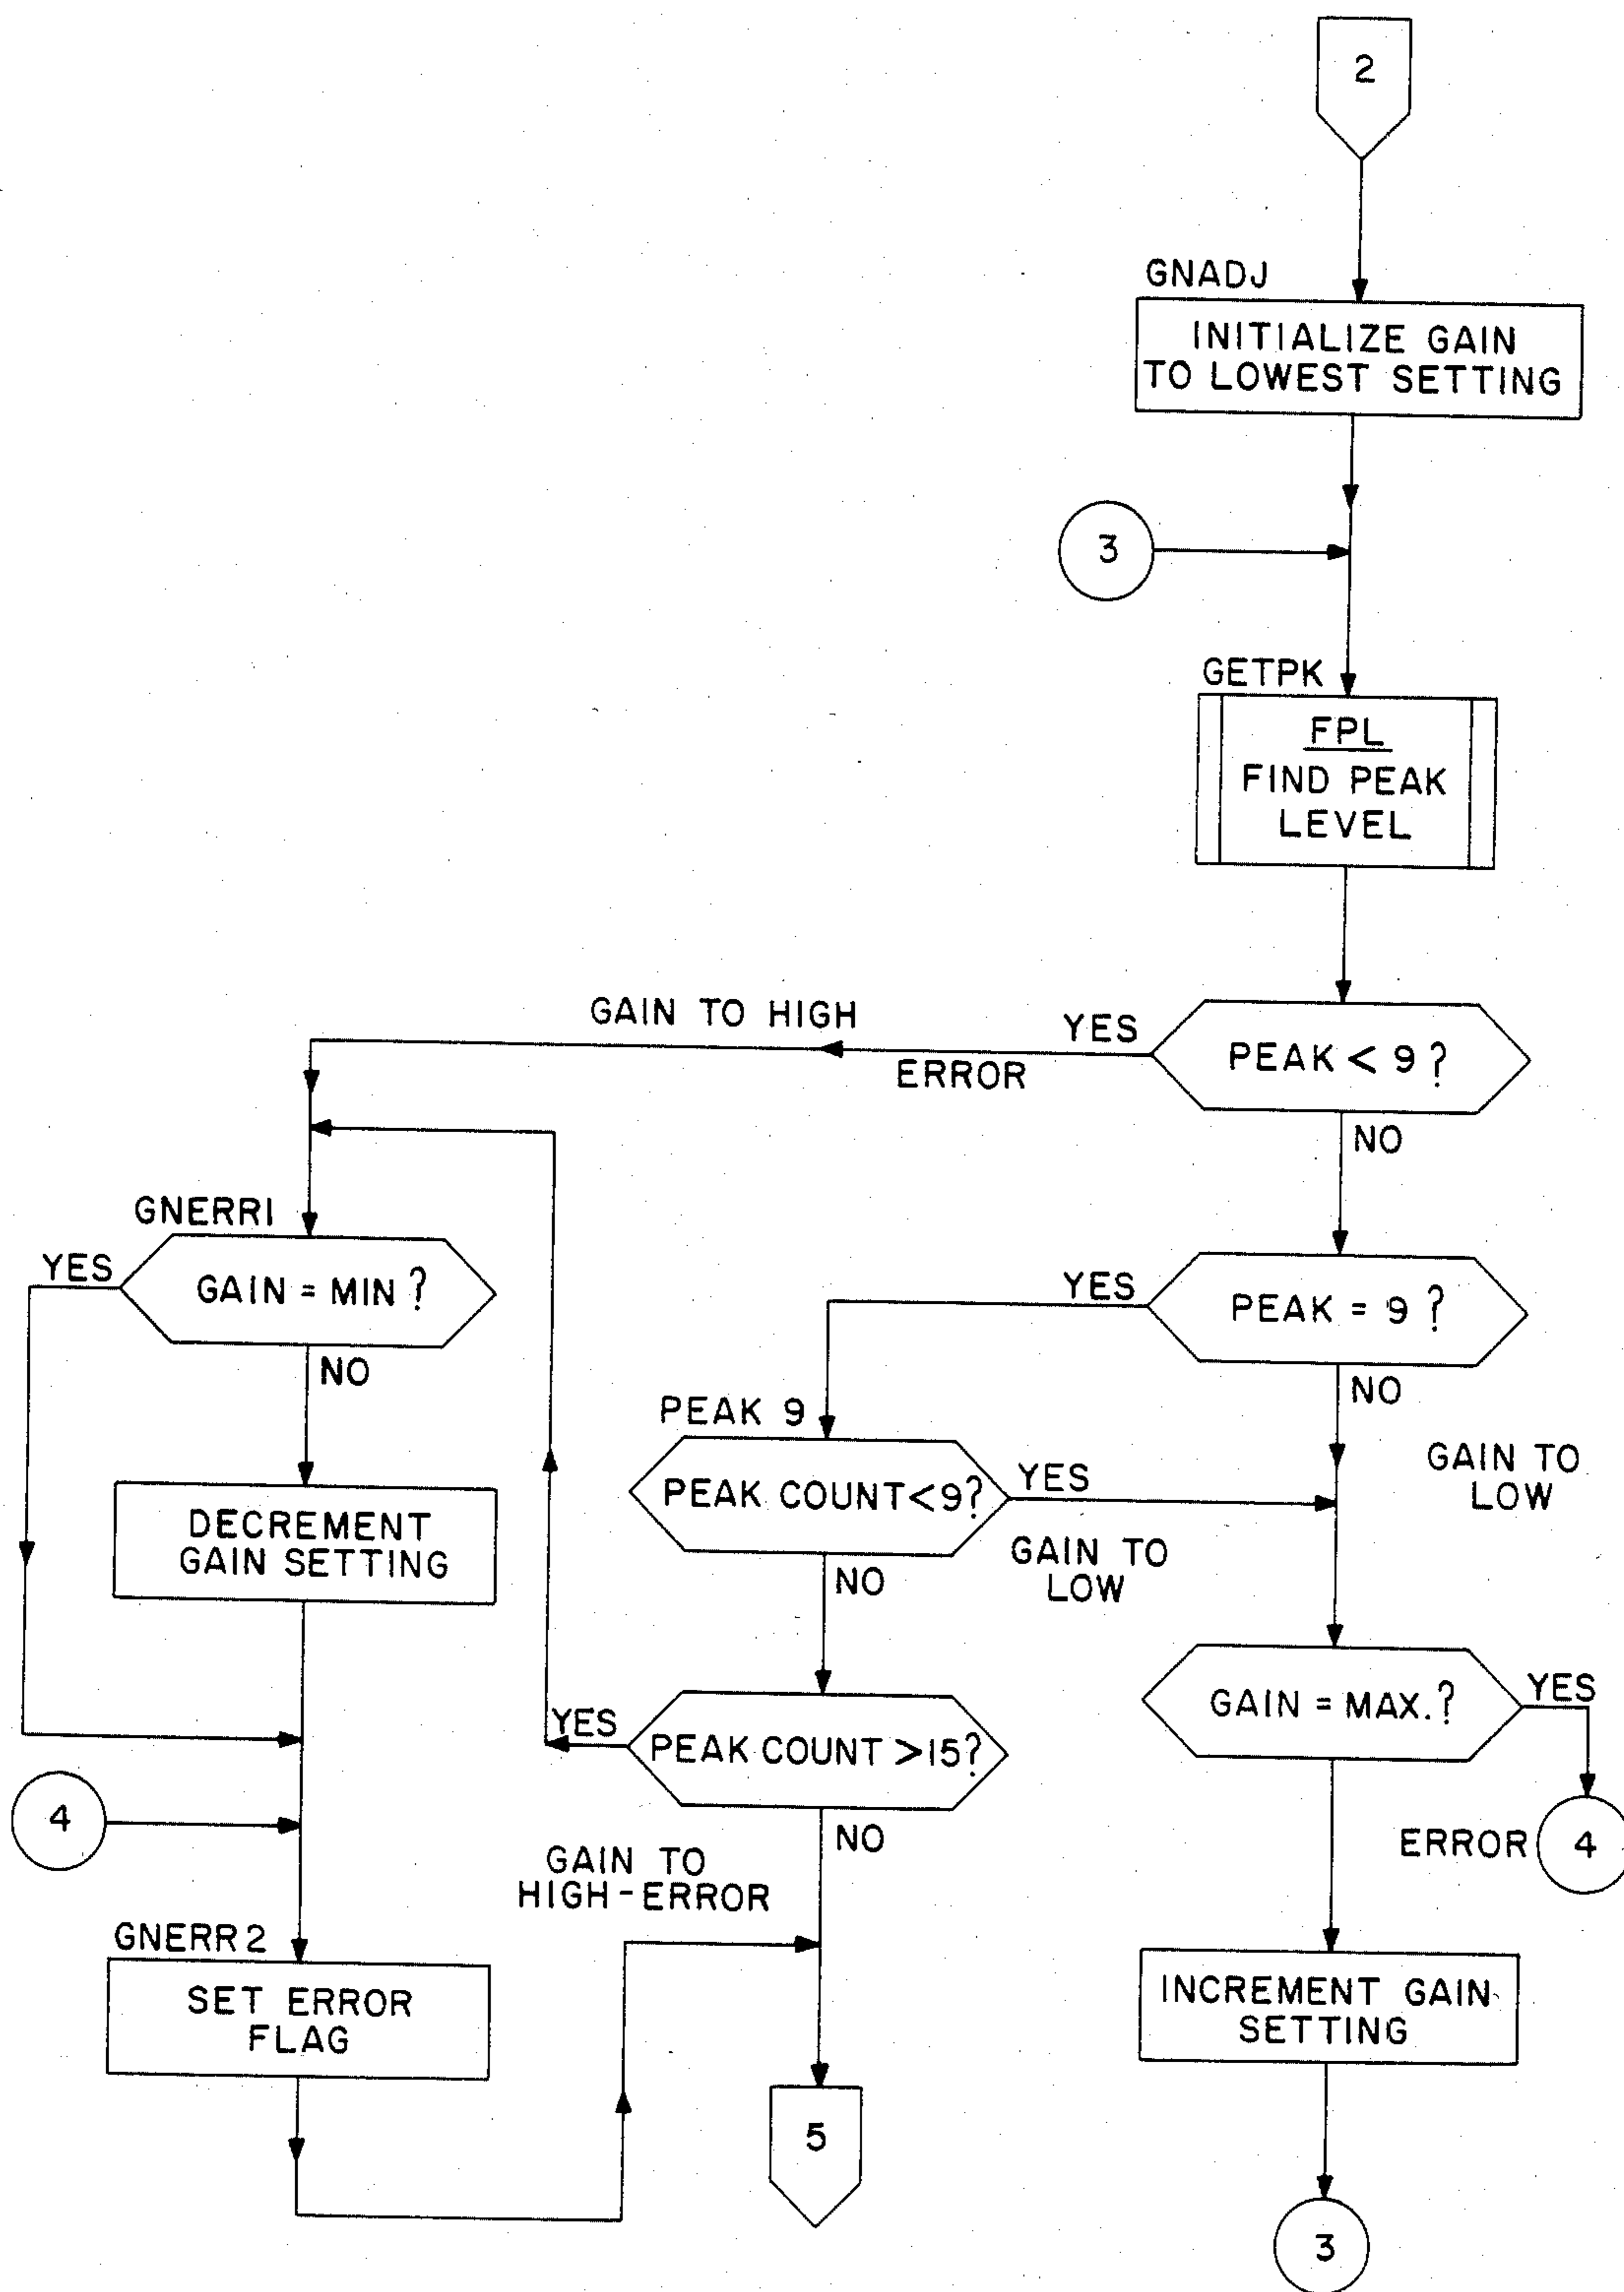 2
GNADJ
INITIALIZE GAIN
TO LOWEST SETTING
3
GETPK
FPL
FIND PEAK
LEVEL
GAIN TO HIGH
ERROR
YES
PEAK < 9 ?
NO
GNERR1
YES
GAIN = MIN ?
NO
DECREMENT
GAIN SETTING
YES
PEAK = 9 ?
NO
PEAK 9
PEAK COUNT<9?
YES
GAIN TO
LOW
GAIN TO
LOW
NO
YES
PEAK COUNT >15?
NO
GAIN = MAX.?
YES
4
ERROR
4
GAIN TO
HIGH-ERROR
GNERR2
SET ERROR
FLAG
5
INCREMENT GAIN
SETTING
3